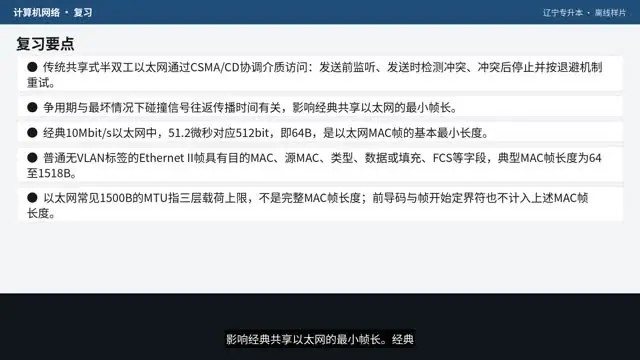 计算机网络 · 复习
辽宁专升本 · 离线样片
复习要点
● 传统共享式半双工以太网通过CSMA/CD协调介质访问：发送前监听、发送时检测冲突、冲突后停止并按退避机制
重试。
● 争用期与最坏情况下碰撞信号往返传播时间有关，影响经典共享以太网的最小帧长。
● 经典10Mbit/s以太网中，51.2微秒对应512bit，即64B，是以太网MAC帧的基本最小长度。
● 普通无VLAN标签的Ethernet II帧具有目的MAC、源MAC、类型、数据或填充、FCS等字段，典型MAC帧长度为64
至1518B。
● 以太网常见1500B的MTU指三层载荷上限，不是完整MAC帧长度；前导码与帧开始定界符也不计入上述MAC帧
长度。
影响经典共享以太网的最小帧长。经典